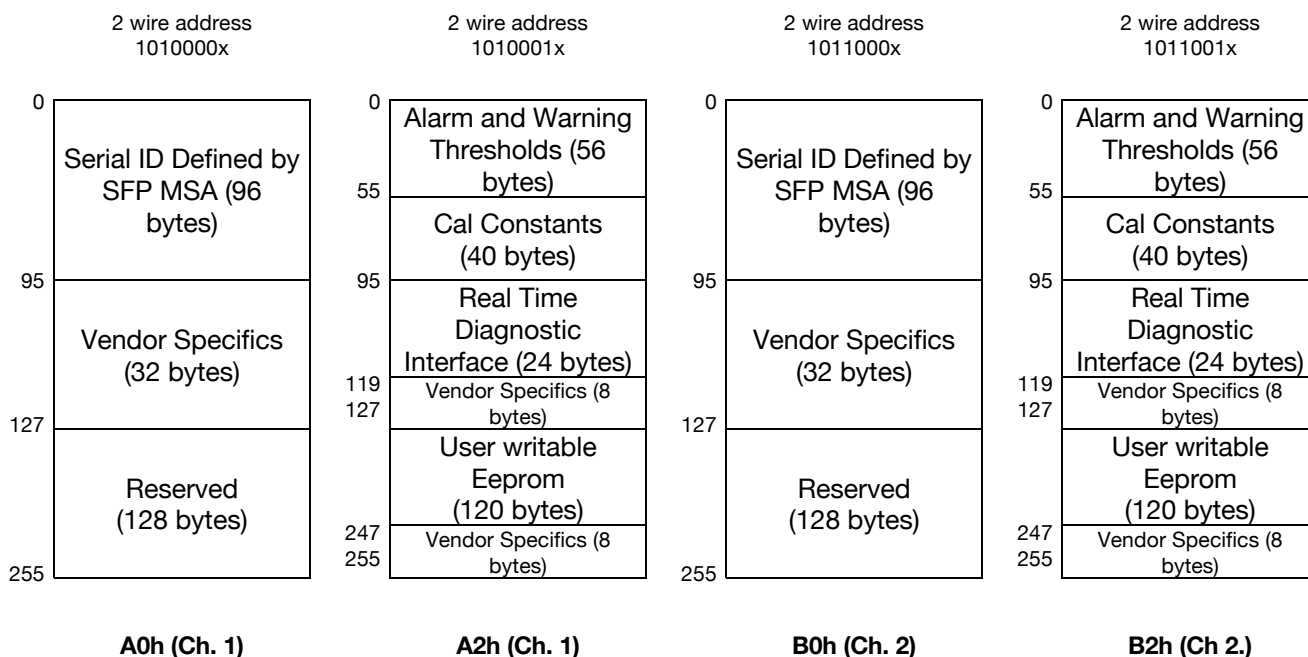 2 wire address
1010000x
0
Serial ID Defined by
SFP MSA (96
bytes)
95
Vendor Specifics
(32 bytes)
127
Reserved
(128 bytes)
255
A0h (Ch. 1)
2 wire address
1010001x
0
Alarm and Warning
Thresholds (56
bytes)
55
Cal Constants
(40 bytes)
95
Real Time
Diagnostic
Interface (24 bytes)
119
Vendor Specifics (8
127
bytes)
User writable
Eeprom
(120 bytes)
247
Vendor Specifics (8
255
bytes)
A2h (Ch. 1)
2 wire address
1011000x
0
Serial ID Defined by
SFP MSA (96
bytes)
95
Vendor Specifics
(32 bytes)
127
Reserved
(128 bytes)
255
B0h (Ch. 2)
2 wire address
1011001x
0
Alarm and Warning
Thresholds (56
bytes)
55
Cal Constants
(40 bytes)
95
Real Time
Diagnostic
Interface (24 bytes)
119
Vendor Specifics (8
127
bytes)
User writable
Eeprom
(120 bytes)
247
Vendor Specifics (8
255
bytes)
B2h (Ch 2.)